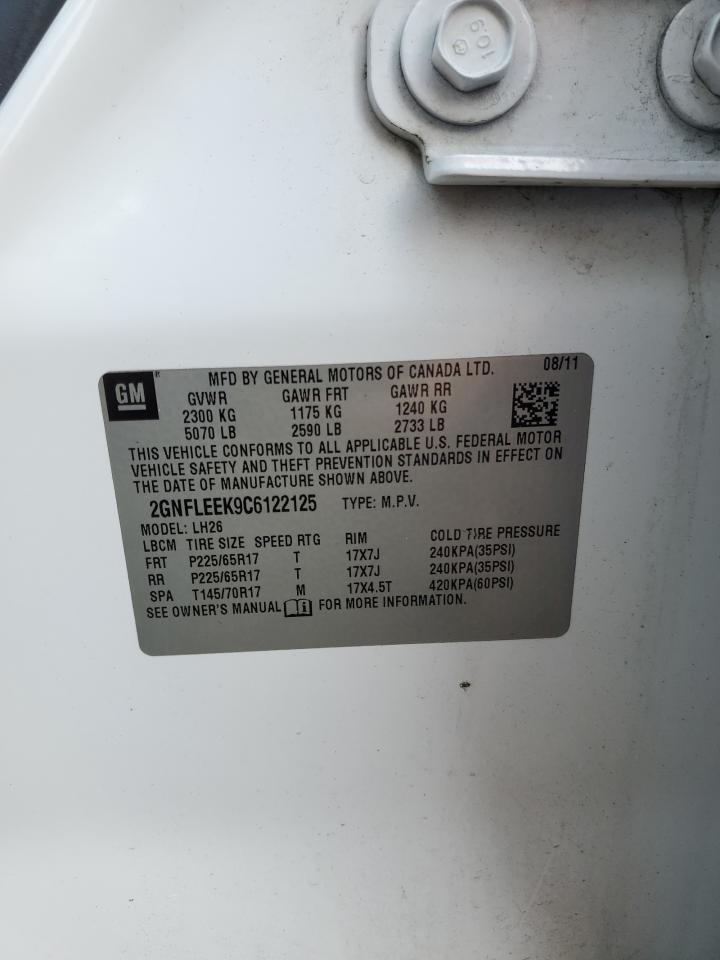 109
GM
MFD BY GENERAL MOTORS OF CANADA LTD. 08/11
GVWR GAWR FRT GAWR RR
2300 KG 1175 KG 1240 KG
5070 LB 2590 LB 2733 LB
THIS VEHICLE CONFORMS TO ALL APPLICABLE U.S. FEDERAL MOTOR
VEHICLE SAFETY AND THEFT PREVENTION STANDARDS IN EFFECT ON
THE DATE OF MANUFACTURE SHOWN ABOVE.
2GNFLEEK9C6122125 TYPE: M.P.V.
MODEL: LH26
LBCM TIRE SIZE SPEED RTG RIM COLD TIRE PRESSURE
FRT P225/65R17 T 17X7J 240KPA(35PSI)
RR P225/65R17 T 17X7J 240KPA(35PSI)
SPA T145/70R17 M 17X4.5T 420KPA(60PSI)
SEE OWNER'S MANUAL FOR MORE INFORMATION.